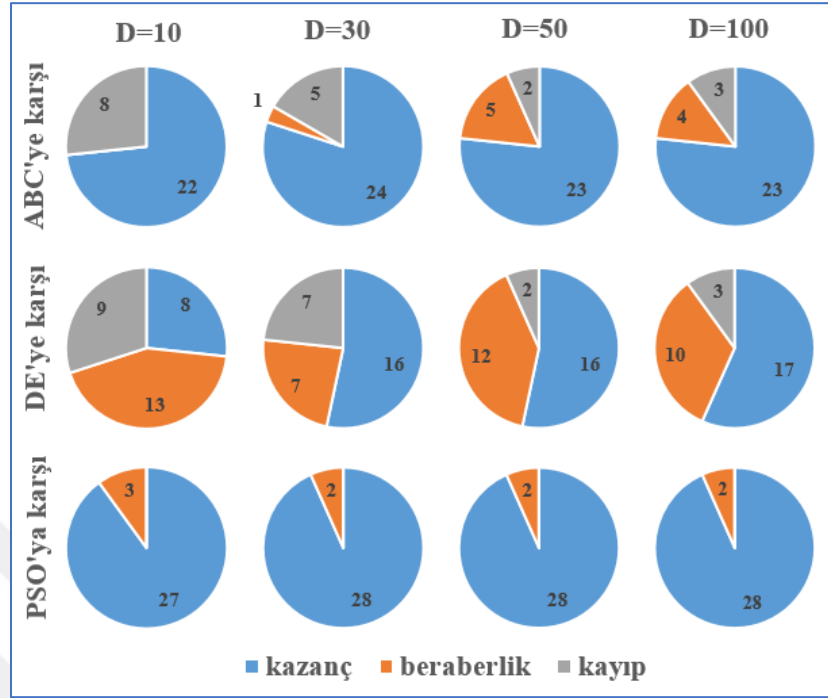 D=10 D=30 D=50 D=100
ABC'ye karşı
8 22
1 5 24
5 2 23
4 3 23
DE'ye karşı
9 8 13
7 16 7
2 12 16
3 10 17
PSO'ya karşı
3 27
2 28
2 28
2 28
kazanç beraberlik kayıp